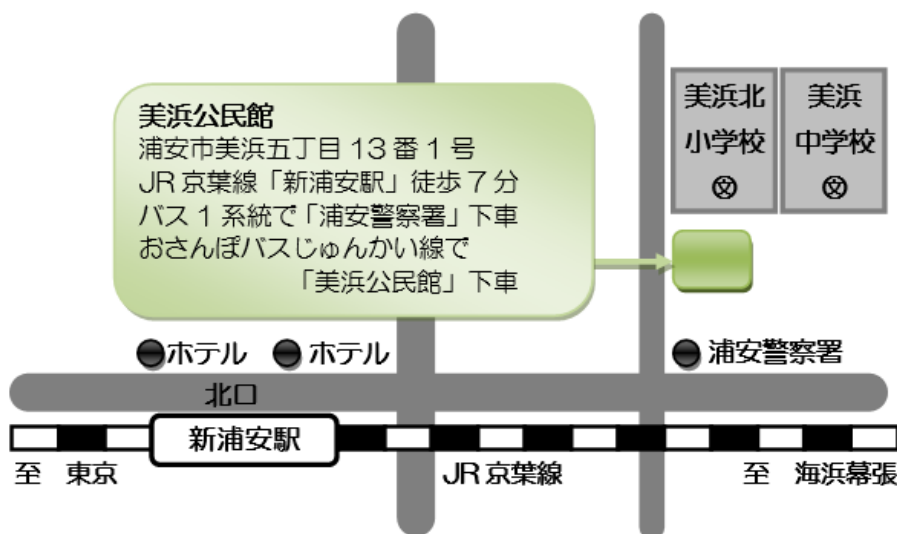 美浜公民館
浦安市美浜五丁目13番1号
JR京葉線「新浦安駅」徒歩7分
バス1系統で「浦安警察署」下車
おさんぽバスじゅんかい線で
「美浜公民館」下車
美浜北
小学校
文
美浜
中学校
文
ホテル
ホテル
浦安警察署
北口
新浦安駅
至 東京
JR京葉線
至 海浜幕張